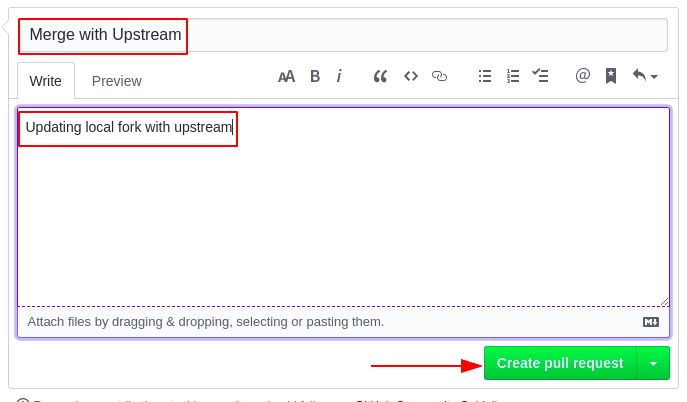 Merge with Upstream
Write Preview AA B i @
Updating local fork with upstream
Attach files by dragging & dropping, selecting or pasting them.
Create pull request